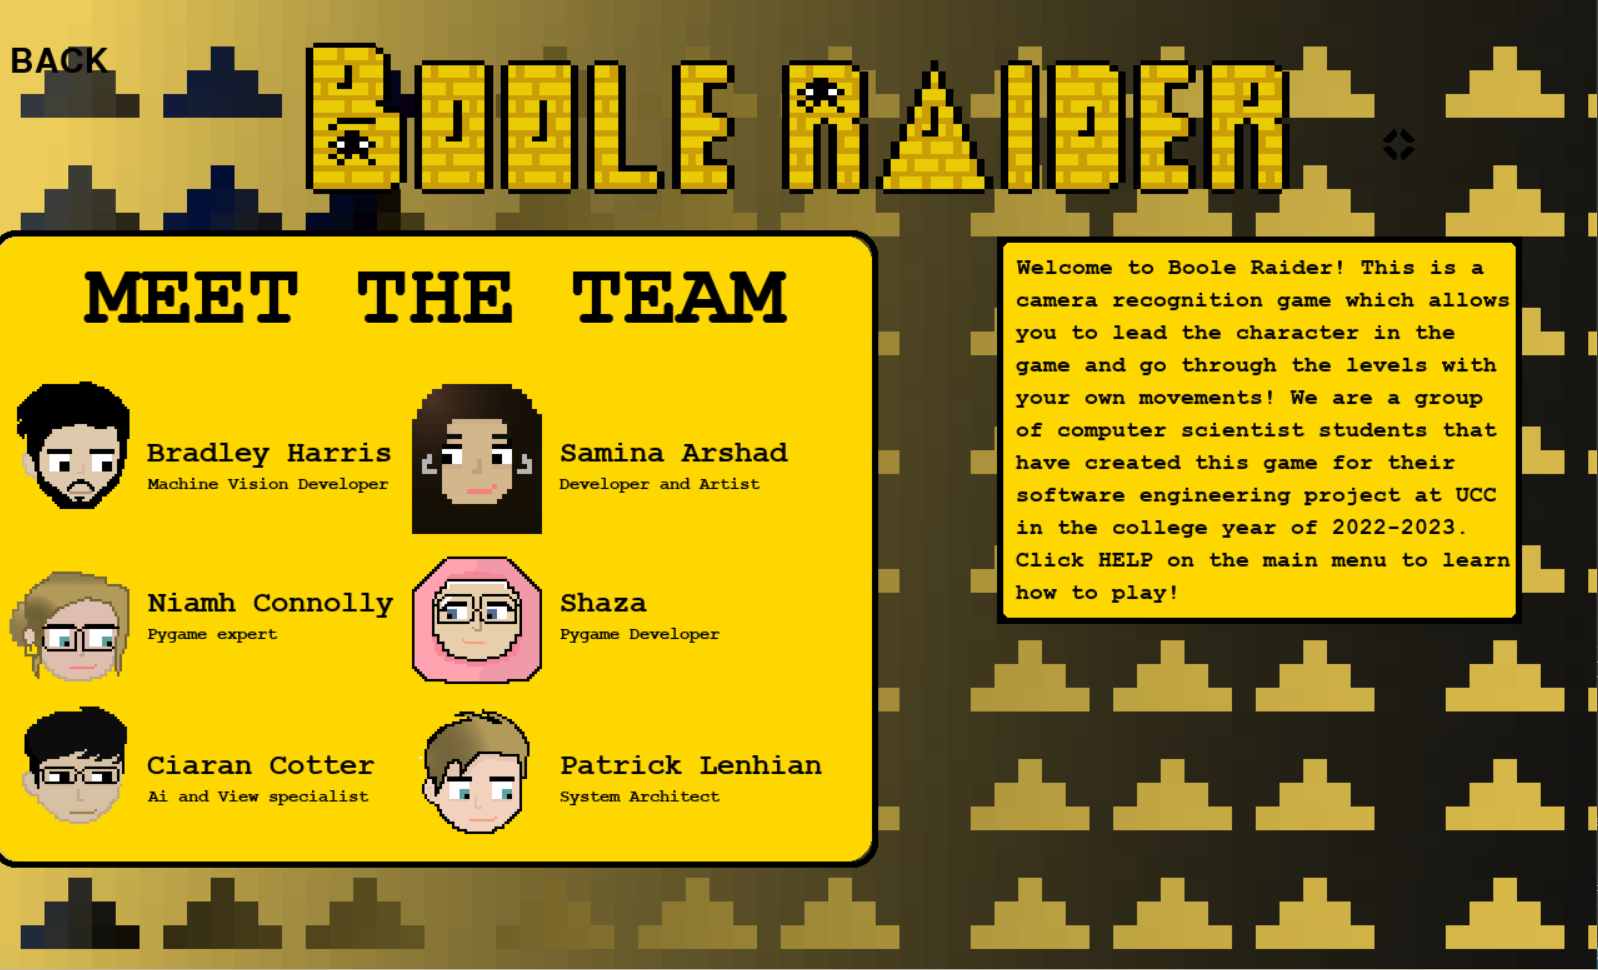 BACK
BOOLE RAIDER
MEET THE TEAM
Bradley Harris
Machine Vision Developer
Samina Arshad
Developer and Artist
Niamh Connolly
Pygame expert
Shaza
Pygame Developer
Ciaran Cotter
Ai and View specialist
Patrick Lenhian
System Architect
Welcome to Boole Raider! This is a
camera recognition game which allows
you to lead the character in the
game and go through the levels with
your own movements! We are a group
of computer scientist students that
have created this game for their
software engineering project at UCC
in the college year of 2022-2023.
Click HELP on the main menu to learn
how to play!